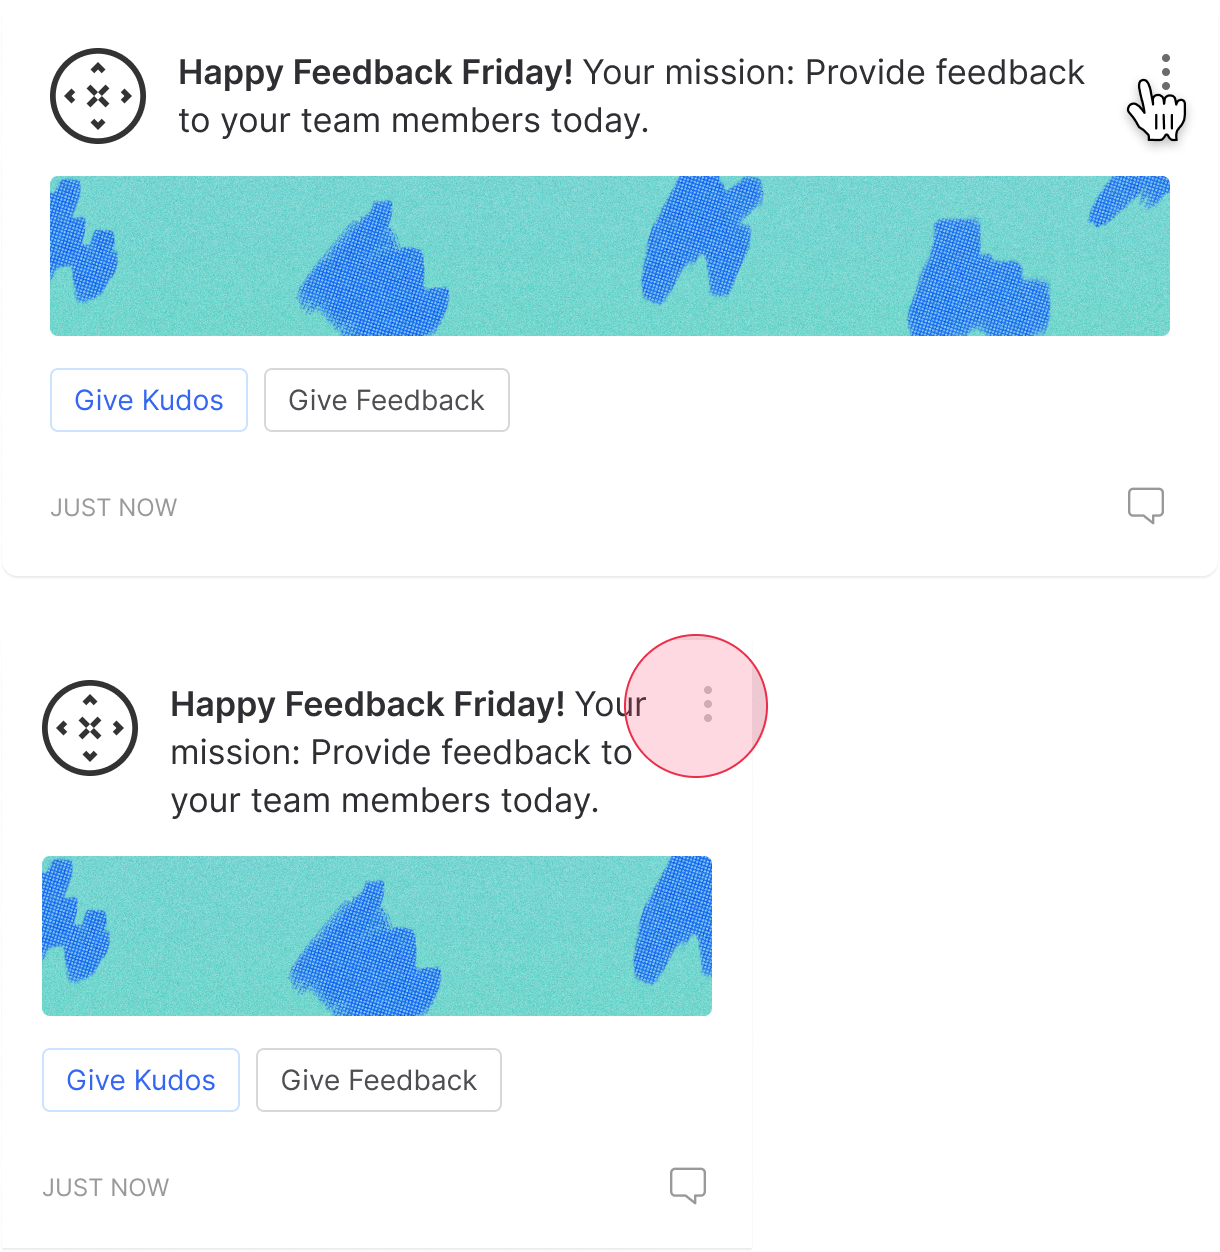 Happy Feedback Friday! Your mission: Provide feedback
to your team members today.
Give Kudos
Give Feedback
JUST NOW
Happy Feedback Friday! Your
mission: Provide feedback to
your team members today.
Give Kudos
Give Feedback
JUST NOW